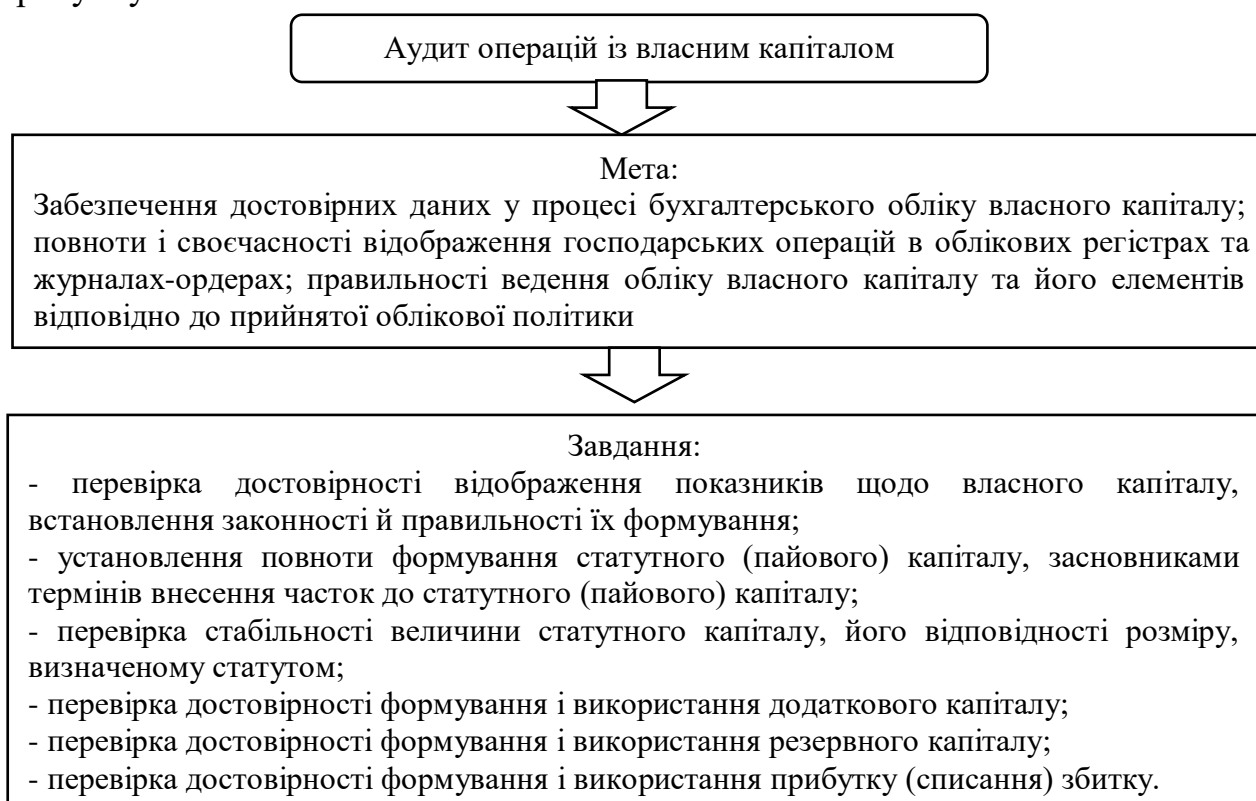 Аудит операцій із власним капіталом
Мета:
Забезпечення достовірних даних у процесі бухгалтерського обліку власного капіталу;
повноти і своєчасності відображення господарських операцій в облікових регістрах та
журналах-ордерах; правильності ведення обліку власного капіталу та його елементів
відповідно до прийнятої облікової політики
Завдання:
- перевірка достовірності відображення показників щодо власного капіталу,
встановлення законності й правильності їх формування;
- установлення повноти формування статутного (пайового) капіталу, засновниками
термінів внесення часток до статутного (пайового) капіталу;
- перевірка стабільності величини статутного капіталу, його відповідності розміру,
визначеному статутом;
- перевірка достовірності формування і використання додаткового капіталу;
- перевірка достовірності формування і використання резервного капіталу;
- перевірка достовірності формування і використання прибутку (списання) збитку.